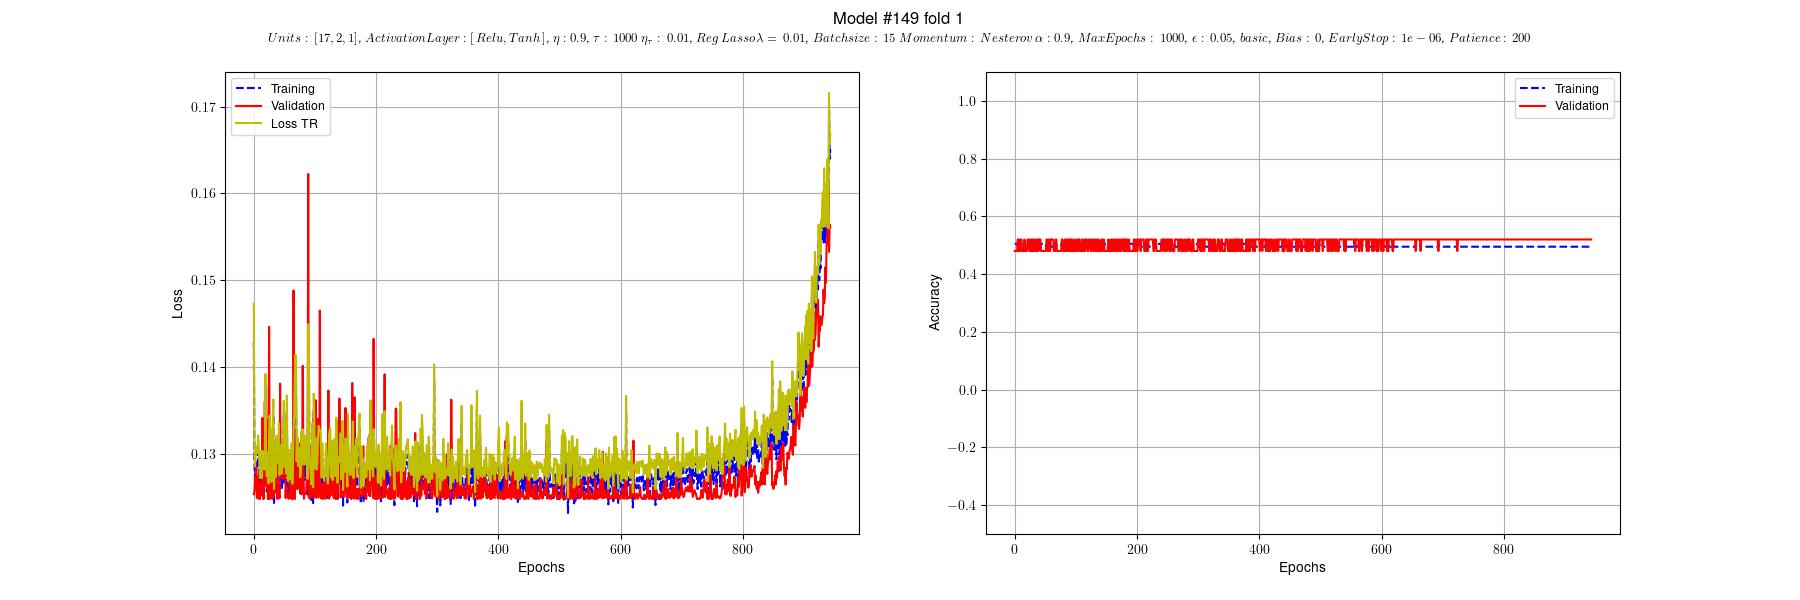 Model #149 fold 1
Units : [17, 2, 1], ActivationLayer : [ Relu, Tanh], η : 0.9, τ : 1000 ητ : 0.01, Reg Lasso λ = 0.01, Batchsize : 15 Momentum : Nesterov α : 0.9, MaxEpochs : 1000, ϵ : 0.05, basic, Bias : 0, EarlyStop : 1e − 06, Patience : 200
Training
Validation
Loss TR
0.17
0.16
0.15
0.14
0.13
Loss
0
200
400
600
800
Epochs
Training
Validation
1.0
0.8
0.6
0.4
0.2
0.0
−0.2
−0.4
Accuracy
0
200
400
600
800
Epochs